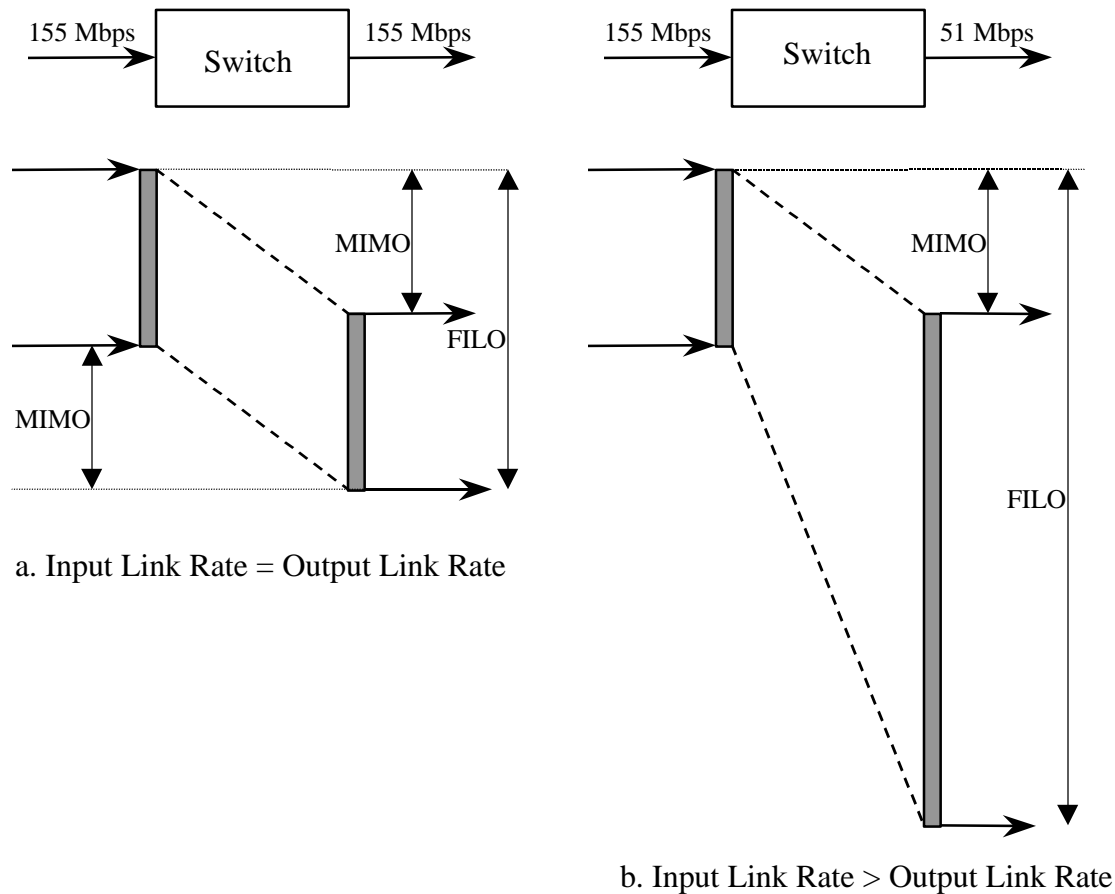 155 Mbps
Switch
155 Mbps
MIMO
FILO
MIMO
a. Input Link Rate = Output Link Rate
155 Mbps
Switch
51 Mbps
MIMO
FILO
b. Input Link Rate > Output Link Rate